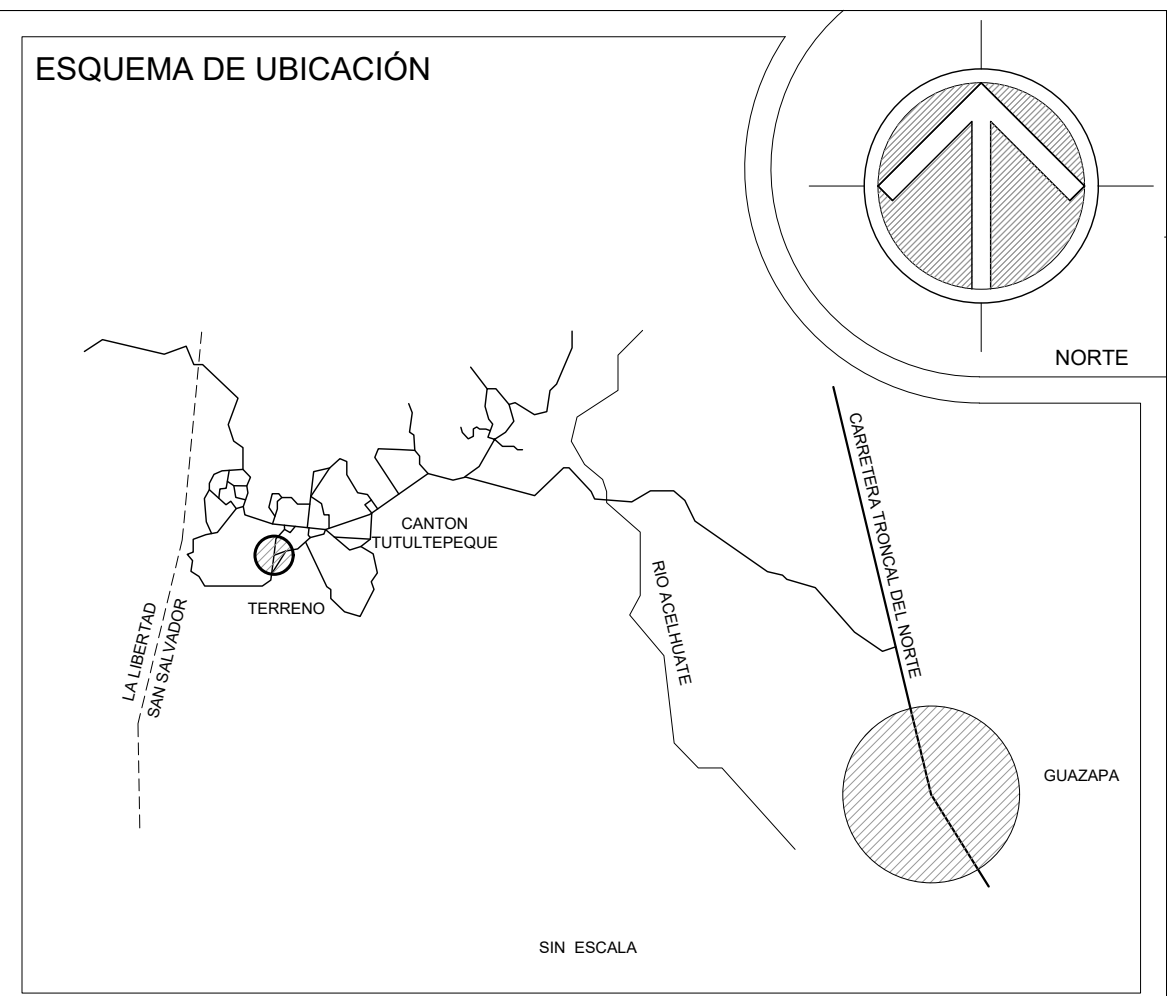 ESQUEMA DE UBICACIÓN
NORTE
CARRETERA TRONCAL DEL NORTE
CANTON
TUTULTEPEQUE
TERRENO
RIO ACELHUATE
LA LIBERTAD
SAN SALVADOR
GUAZAPA
SIN ESCALA